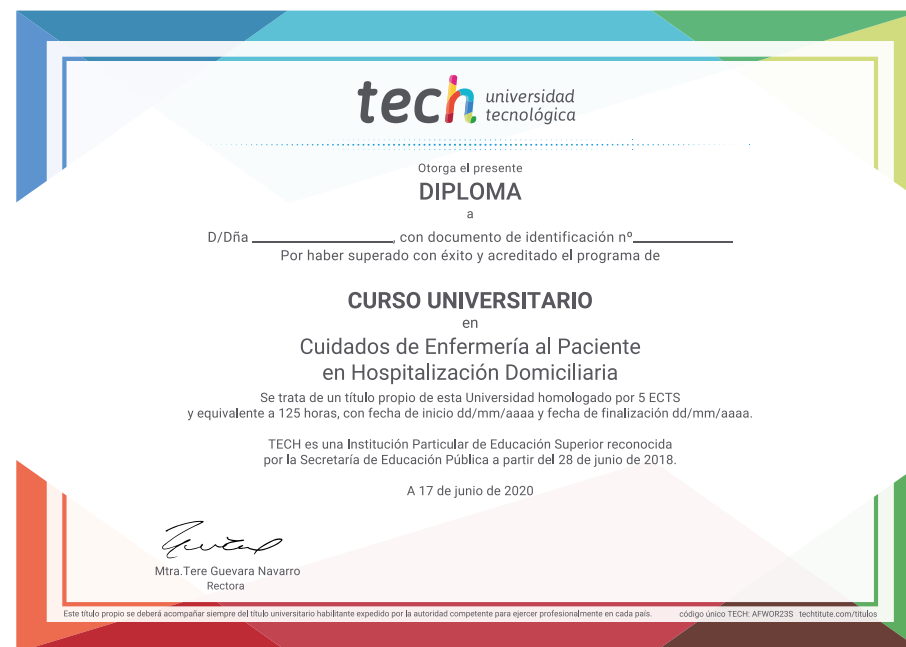 tech universidad
tecnológica
Otorga el presente
DIPLOMA
a
D/Dña ________________, con documento de identificación nº____________
Por haber superado con éxito y acreditado el programa de
CURSO UNIVERSITARIO
en
Cuidados de Enfermería al Paciente
en Hospitalización Domiciliaria
Se trata de un título propio de esta Universidad homologado por 5 ECTS
y equivalente a 125 horas, con fecha de inicio dd/mm/aaaa y fecha de finalización dd/mm/aaaa.
TECH es una Institución Particular de Educación Superior reconocida
por la Secretaría de Educación Pública a partir del 28 de junio de 2018.
A 17 de junio de 2020
Mtra.Tere Guevara Navarro
Rectora
Este título propio se deberá acompañar siempre del título universitario habilitante expedido por la autoridad competente para ejercer profesionalmente en cada país. código único TECH: AFWOR23S techtitute.com/titulos